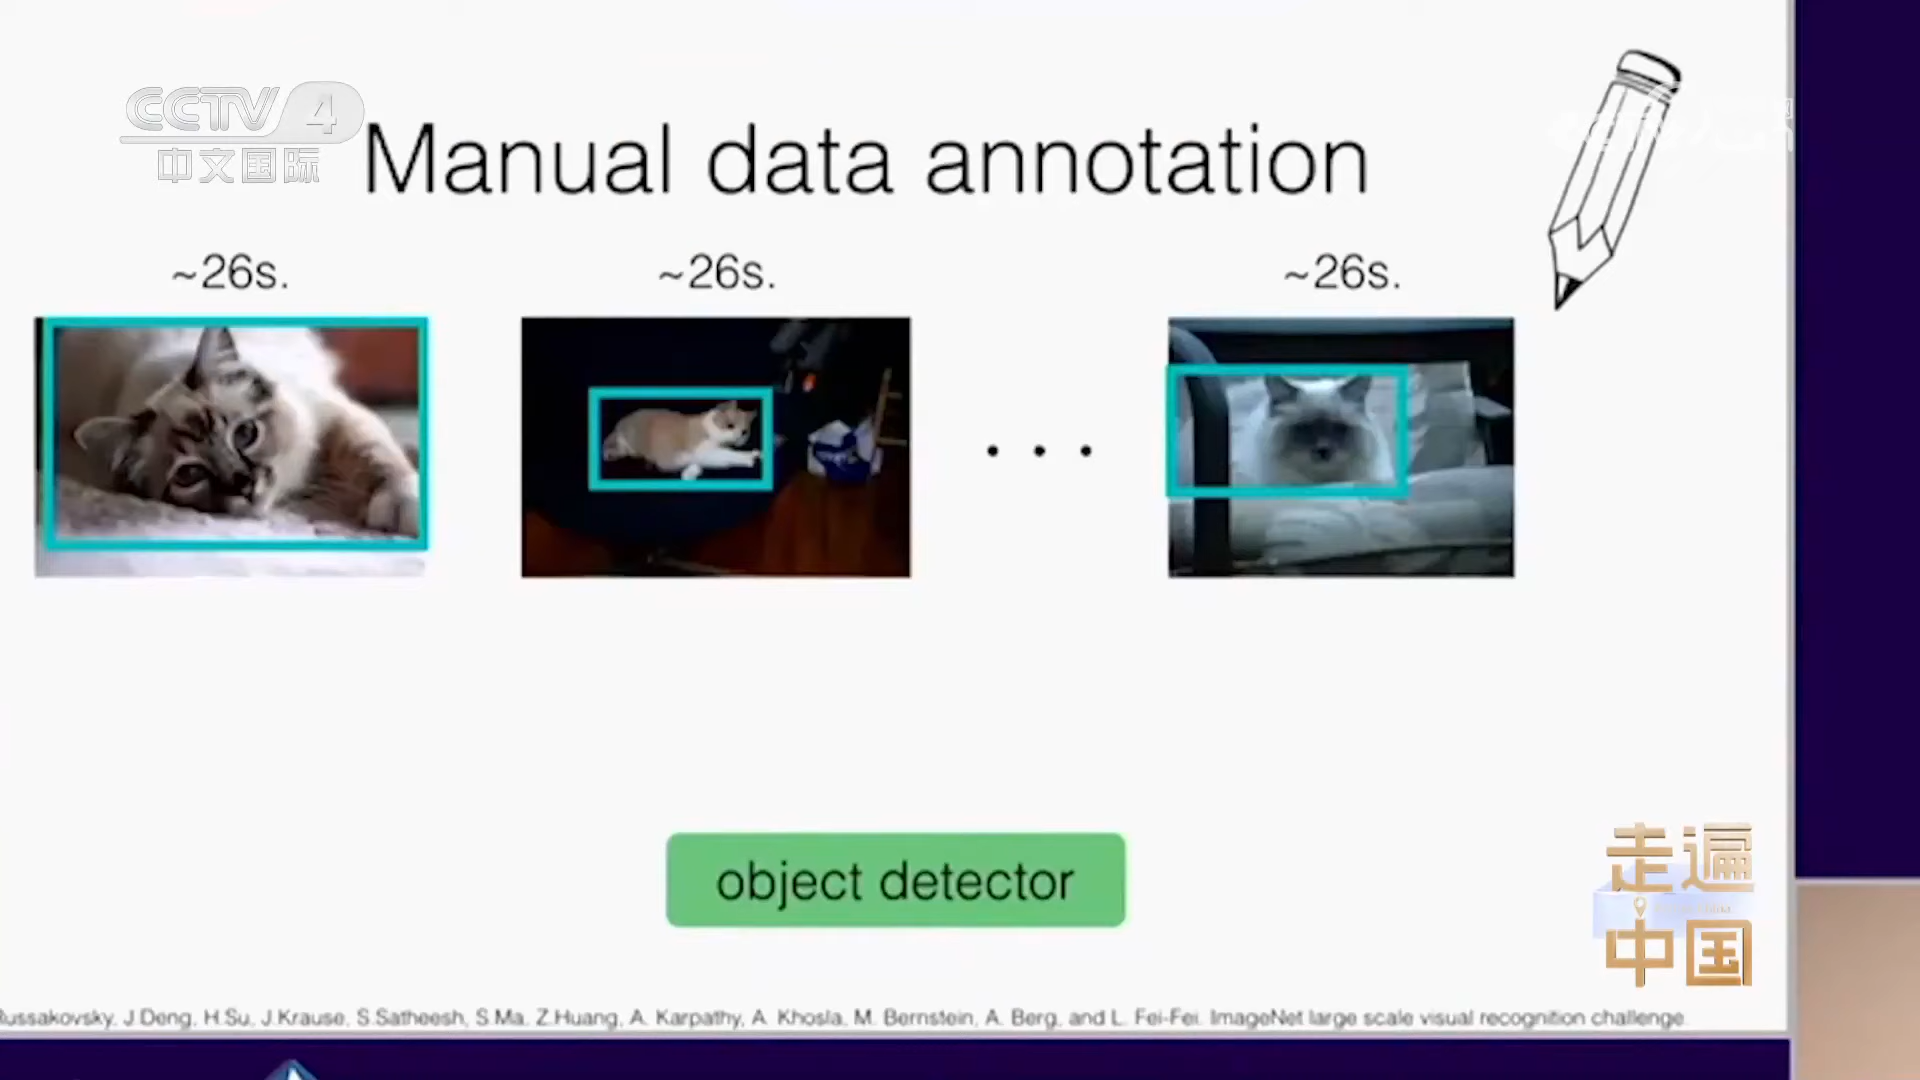 CCTV 4
中文国际
Manual data annotation
~26s.
~26s.
~26s.
. . .
object detector
走遍
中国
Russakovsky, J.Deng, H.Su, J.Krause, S.Satheesh, S.Ma, Z.Huang, A. Karpathy, A. Khosla, M. Bernstein, A. Berg, and L. Fei-Fei. ImageNet large scale visual recognition challenge.